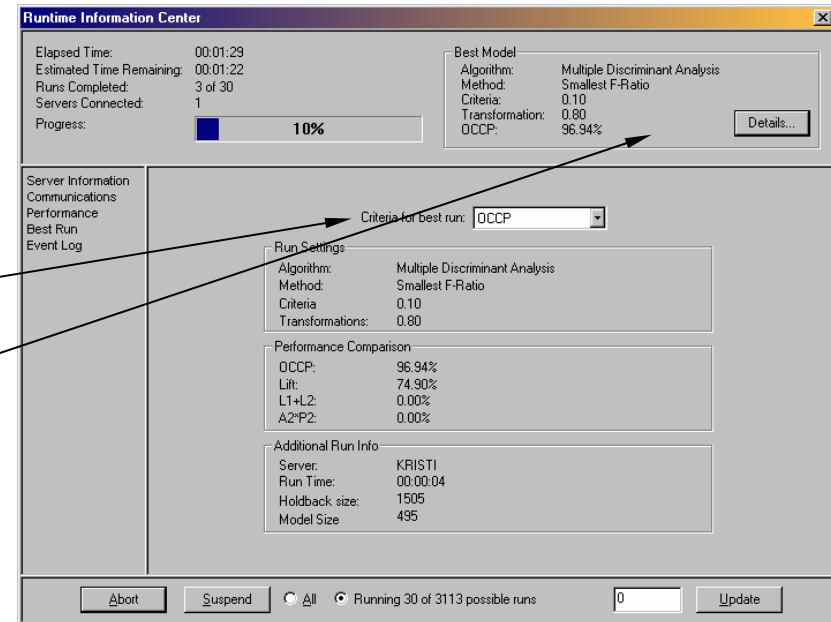 Runtime Information Center
Elapsed Time: 00:01:29
Estimated Time Remaining: 00:01:22
Runs Completed: 3 of 30
Servers Connected: 1
Progress: 10%
Best Model
Algorithm: Multiple Discriminant Analysis
Method: Smallest F-Ratio
Criteria: 0.10
Transformation: 0.80
OCCP: 96.94%
Details...
Server Information
Communications
Performance
Best Run
Event Log
Criteria for best run: OCCP
Run Settings
Algorithm: Multiple Discriminant Analysis
Method: Smallest F-Ratio
Criteria 0.10
Transformations: 0.80
Performance Comparison
OCCP: 96.94%
Lift: 74.90%
L1+L2: 0.00%
A2*P2: 0.00%
Additional Run Info
Server: KRISTI
Run Time: 00:00:04
Holdback size: 1505
Model Size 495
Abort Suspend All Running 30 of 3113 possible runs 0 Update